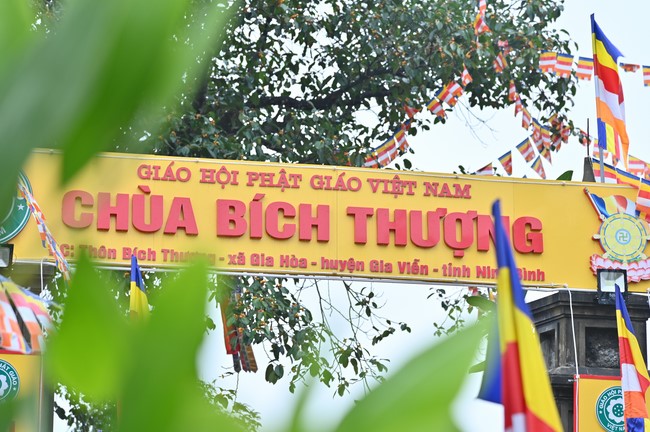 GIÁO HỘI PHẬT GIÁO VIỆT NAM
CHÙA BÍCH THƯỢNG
ĐC: Thôn Bích Thượng - xã Gia Hòa - huyện Gia Viễn - tỉnh Ninh Bình